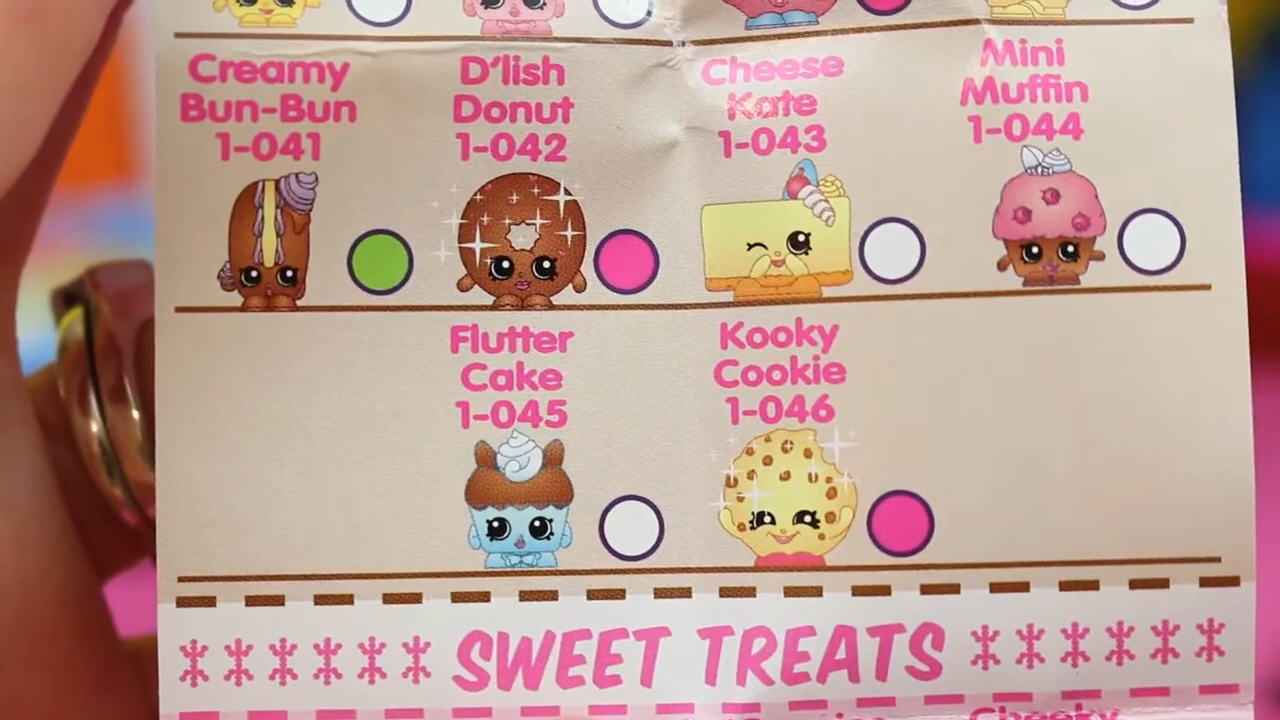 Creamy
Bun-Bun
1-041
D'lish
Donut
1-042
Cheese
Kate
1-043
Mini
Muffin
1-044
Flutter
Cake
1-045
Kooky
Cookie
1-046
SWEET TREATS
Cheeky